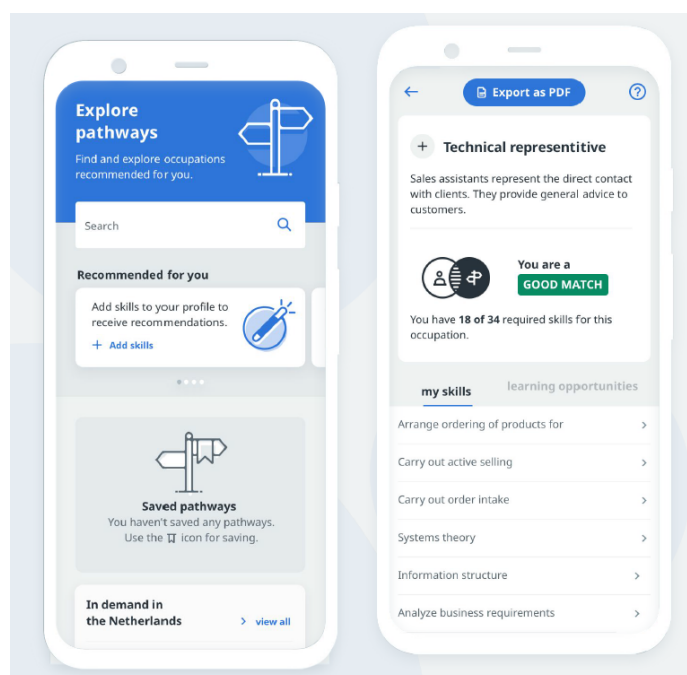 Explore
pathways
Find and explore occupations
recommended for you.
Search
Recommended for you
Add skills to your profile to
receive recommendations.
+ Add skills
Saved pathways
You haven't saved any pathways.
Use the icon for saving.
In demand in
the Netherlands
> view all
Export as PDF
?
+ Technical representitive
Sales assistants represent the direct contact
with clients. They provide general advice to
customers.
You are a
GOOD MATCH
You have 18 of 34 required skills for this
occupation.
my skills
learning opportunities
Arrange ordering of products for
Carry out active selling
Carry out order intake
Systems theory
Information structure
Analyze business requirements